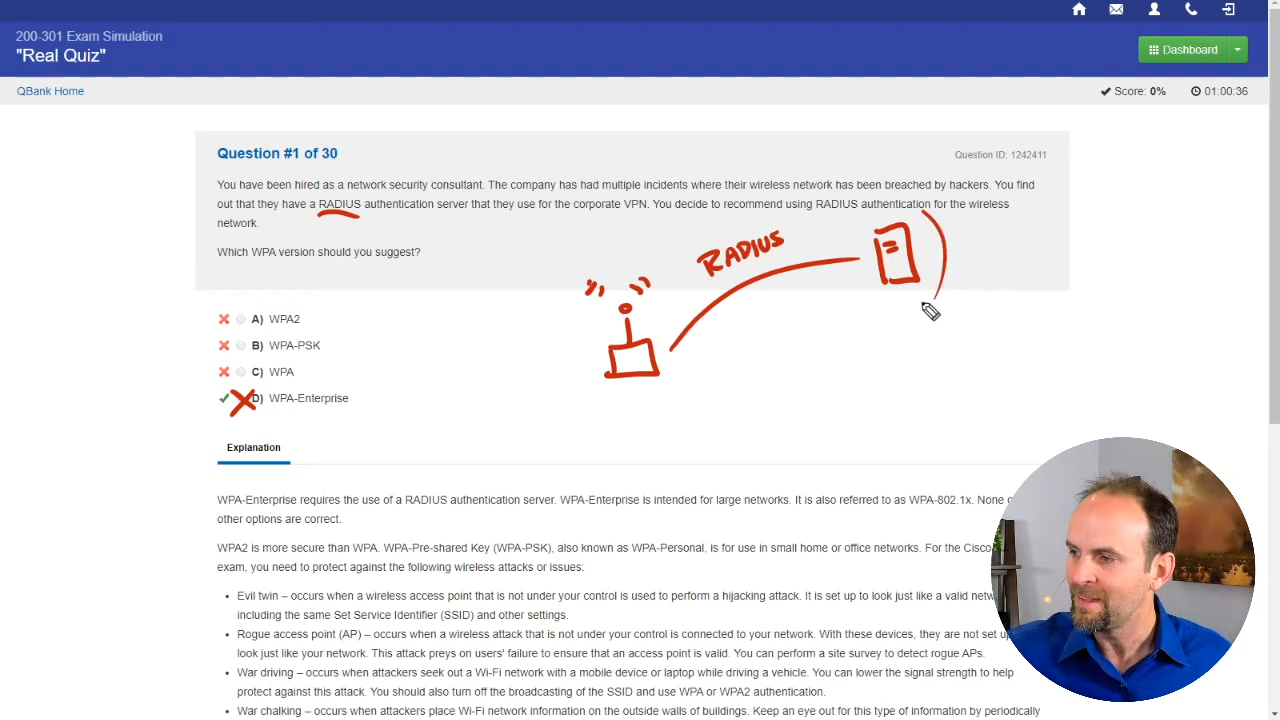 200-301 Exam Simulation
"Real Quiz"
Dashboard
QBank Home
Score: 0%
01:00:36
Question #1 of 30
Question ID: 1242411
You have been hired as a network security consultant. The company has had multiple incidents where their wireless network has been breached by hackers. You find
out that they have a RADIUS authentication server that they use for the corporate VPN. You decide to recommend using RADIUS authentication for the wireless
network.
Which WPA version should you suggest?
RADIUS
A) WPA2
B) WPA-PSK
C) WPA
D) WPA-Enterprise
Explanation
WPA-Enterprise requires the use of a RADIUS authentication server. WPA-Enterprise is intended for large networks. It is also referred to as WPA-802.1x. None
other options are correct.
WPA2 is more secure than WPA. WPA-Pre-shared Key (WPA-PSK), also known as WPA-Personal, is for use in small home or office networks. For the Cisco
exam, you need to protect against the following wireless attacks or issues:
• Evil twin – occurs when a wireless access point that is not under your control is used to perform a hijacking attack. It is set up to look just like a valid
including the same Set Service Identifier (SSID) and other settings.
• Rogue access point (AP) – occurs when a wireless attack that is not under your control is connected to your network. With these devices, they are not set
look just like your network. This attack preys on users' failure to ensure that an access point is valid. You can perform a site survey to detect rogue APs.
• War driving – occurs when attackers seek out a Wi-Fi network with a mobile device or laptop while driving a vehicle. You can lower the signal strength to help
protect against this attack. You should also turn off the broadcasting of the SSID and use WPA or WPA2 authentication.
• War chalking – occurs when attackers place Wi-Fi network information on the outside walls of buildings. Keep an eye out for this type of information by periodically